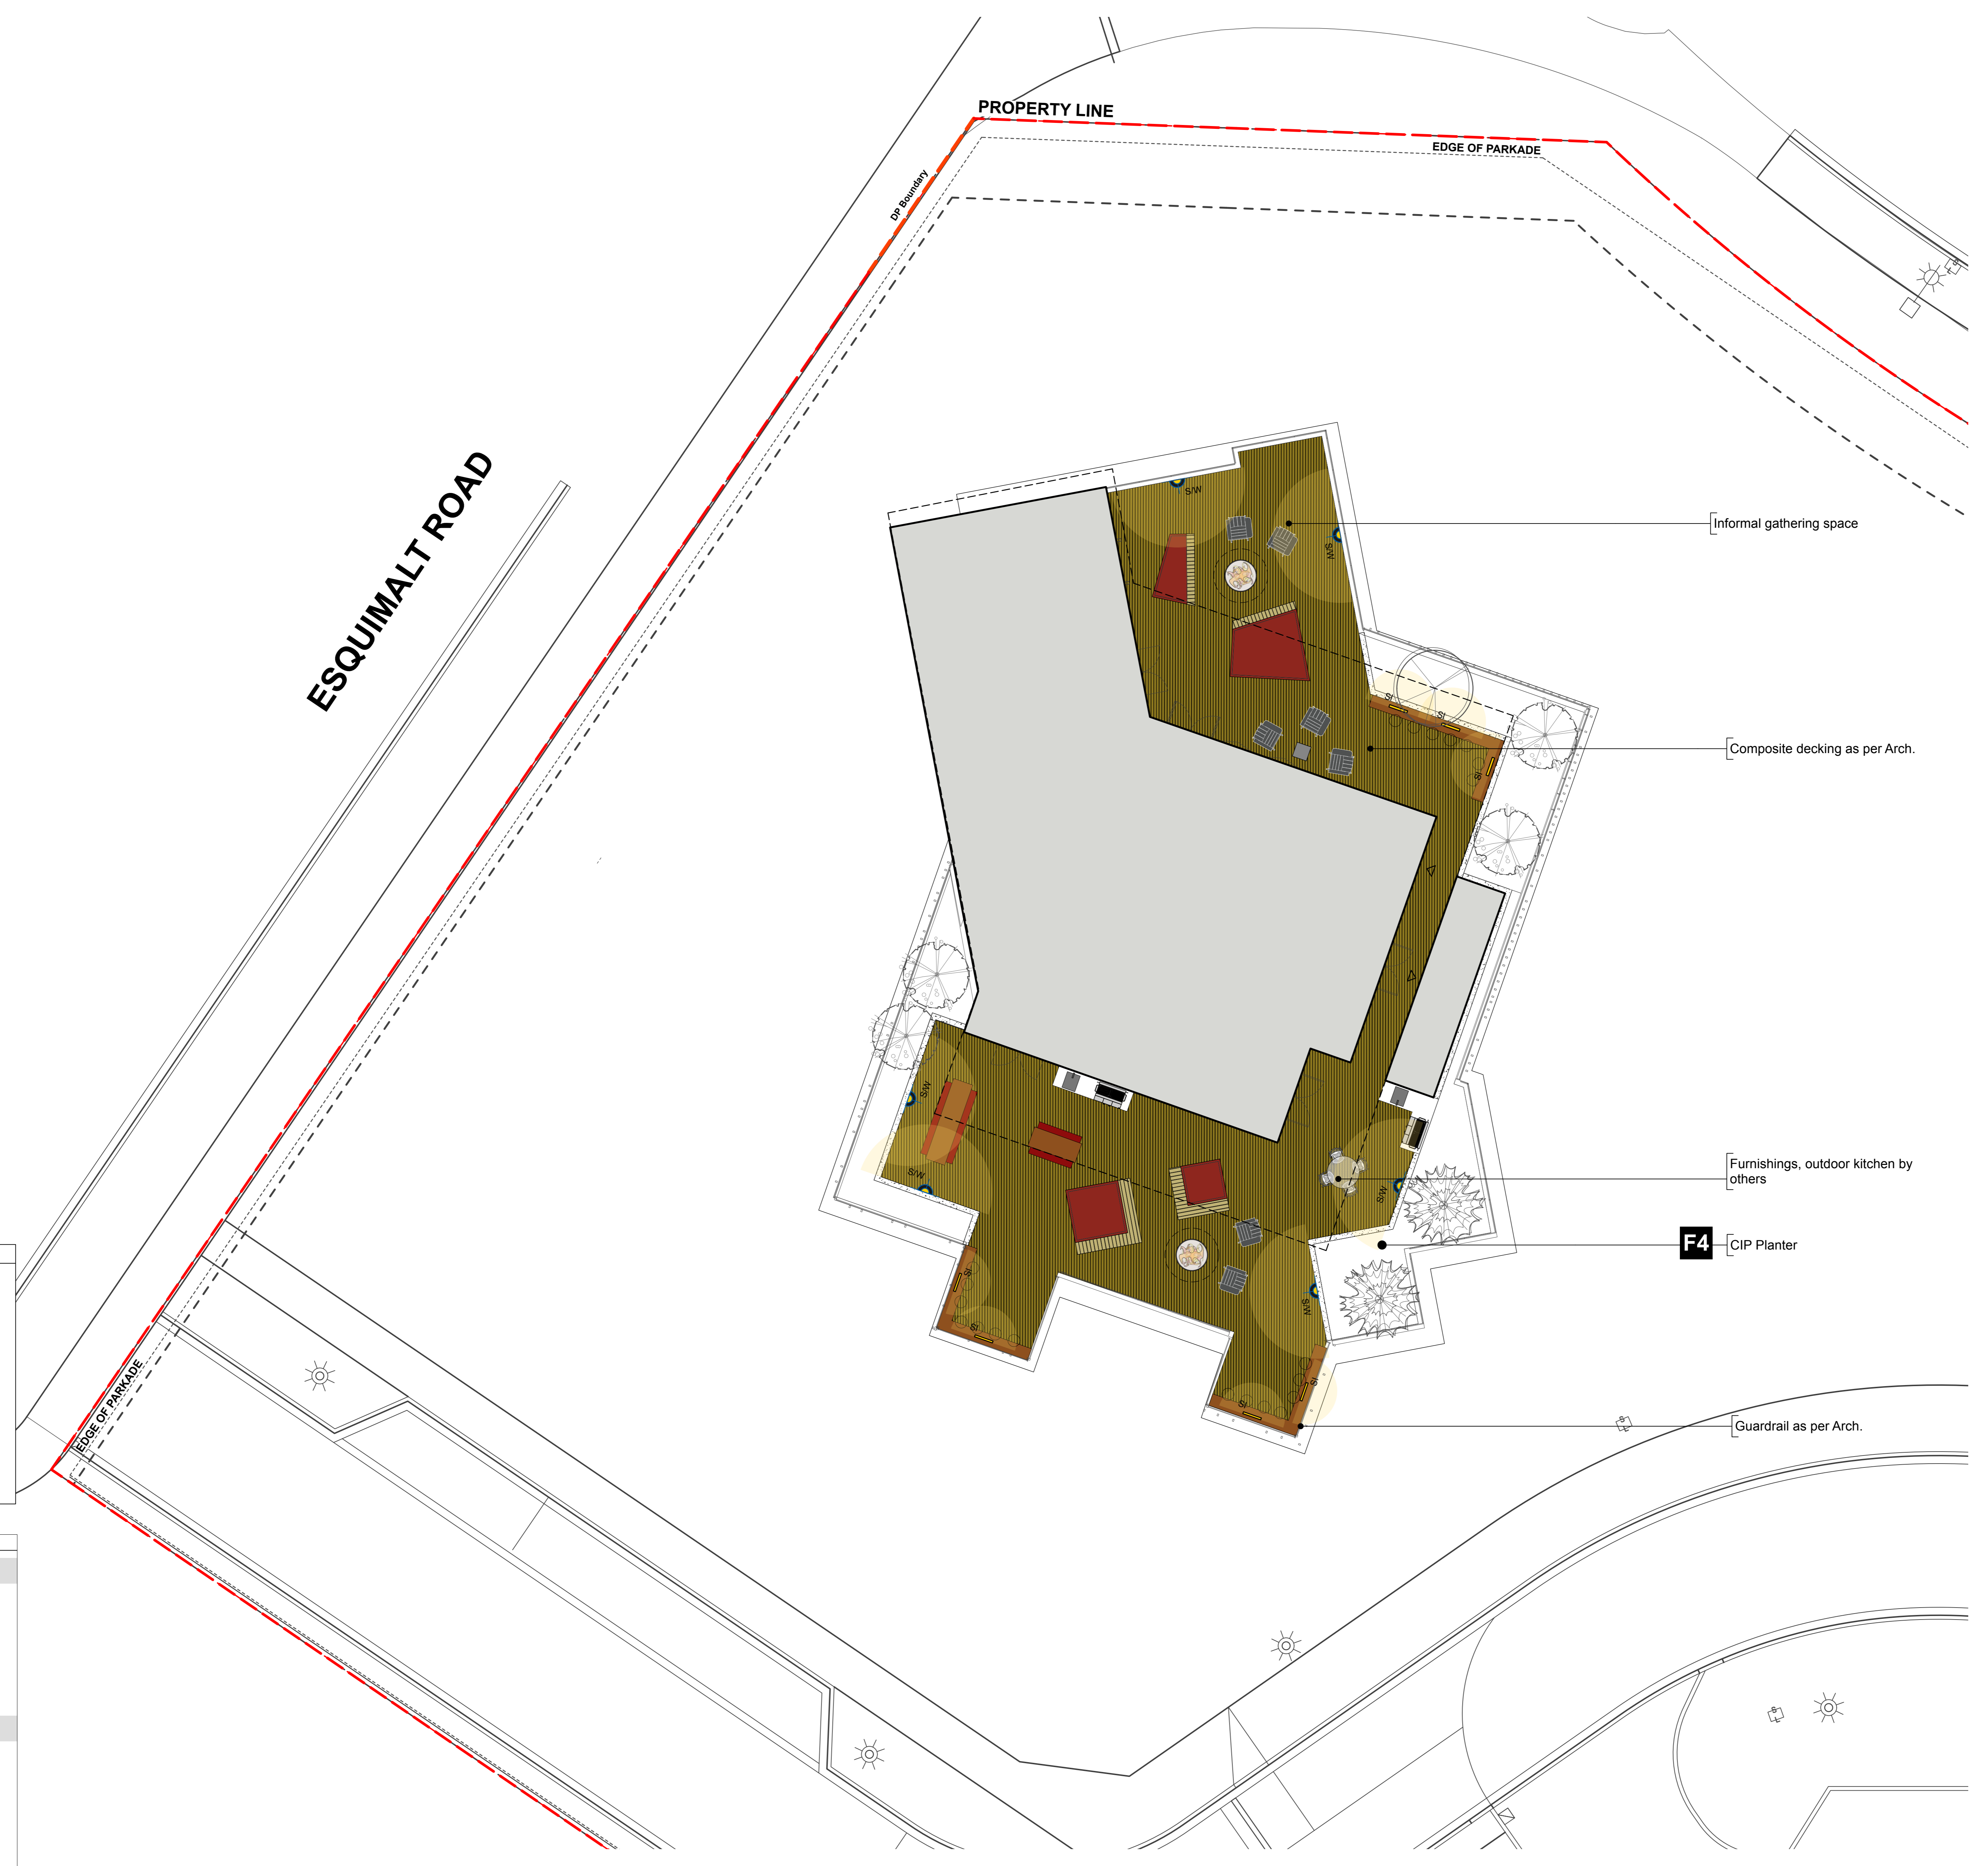 PROPERTY LINE
EDGE OF PARKADE
DP Boundary
ESQUIMALT ROAD
S/W
S/W
Informal gathering space
SI
SI
SI
Composite decking as per Arch.
S/W
S/W
S/W
S/W
Furnishings, outdoor kitchen by
others
F4
CIP Planter
SI
SI
SI
SI
Guardrail as per Arch.
EDGE OF PARKADE